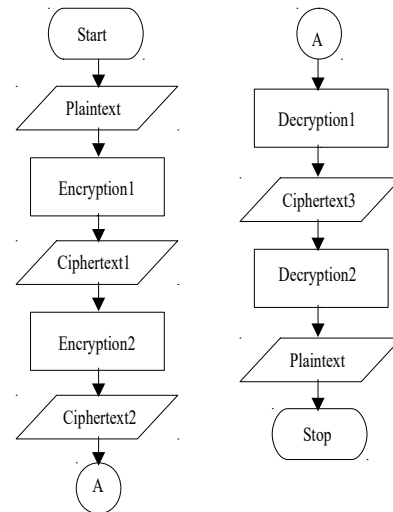 Start
Plaintext
Encryption1
Ciphertext1
Encryption2
Ciphertext2
A
A
Decryption1
Ciphertext3
Decryption2
Plaintext
Stop